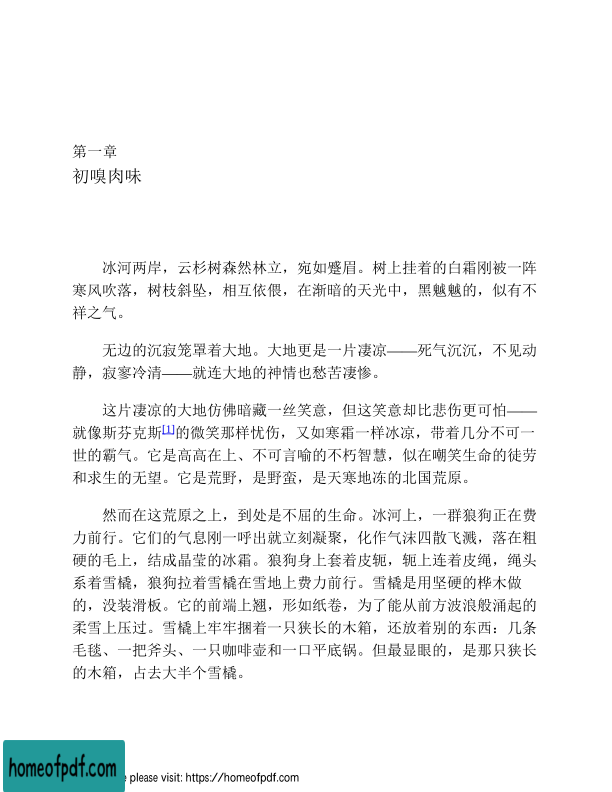 第一章
初嗅肉味
冰河两岸，云杉树森然林立，宛如蹙眉。树上挂着的白霜刚被一阵
寒风吹落，树枝斜坠，相互依偎，在渐暗的天光中，黑魆魆的，似有不
祥之气。
无边的沉寂笼罩着大地。大地更是一片凄凉——死气沉沉，不见动
静，寂寥冷清——就连大地的神情也愁苦凄惨。
这片凄凉的大地仿佛暗藏一丝笑意，但这笑意却比悲伤更可怕——
就像斯芬克斯[1]的微笑那样忧伤，又如寒霜一样冰凉，带着几分不可一
世的霸气。它是高高在上、不可言喻的不朽智慧，似在嘲笑生命的徒劳
和求生的无望。它是荒野，是野蛮，是天寒地冻的北国荒原。
然而在这荒原之上，到处是不屈的生命。冰河上，一群狼狗正在费
力前行。它们的气息刚一呼出就立刻凝聚，化作气沫四散飞溅，落在粗
硬的毛上，结成晶莹的冰霜。狼狗身上套着皮轭，轭上连着皮绳，绳头
系着雪橇，狼狗拉着雪橇在雪地上费力前行。雪橇是用坚硬的桦木做
的，没装滑板。它的前端上翘，形如纸卷，为了能从前方波浪般涌起的
柔雪上压过。雪橇上牢牢捆着一只狭长的木箱，还放着别的东西：几条
毛毯、一把斧头、一只咖啡壶和一口平底锅。但最显眼的，是那只狭长
的木箱，占去大半个雪橇。
homeofpdf.com
e please visit: https://homeofpdf.com